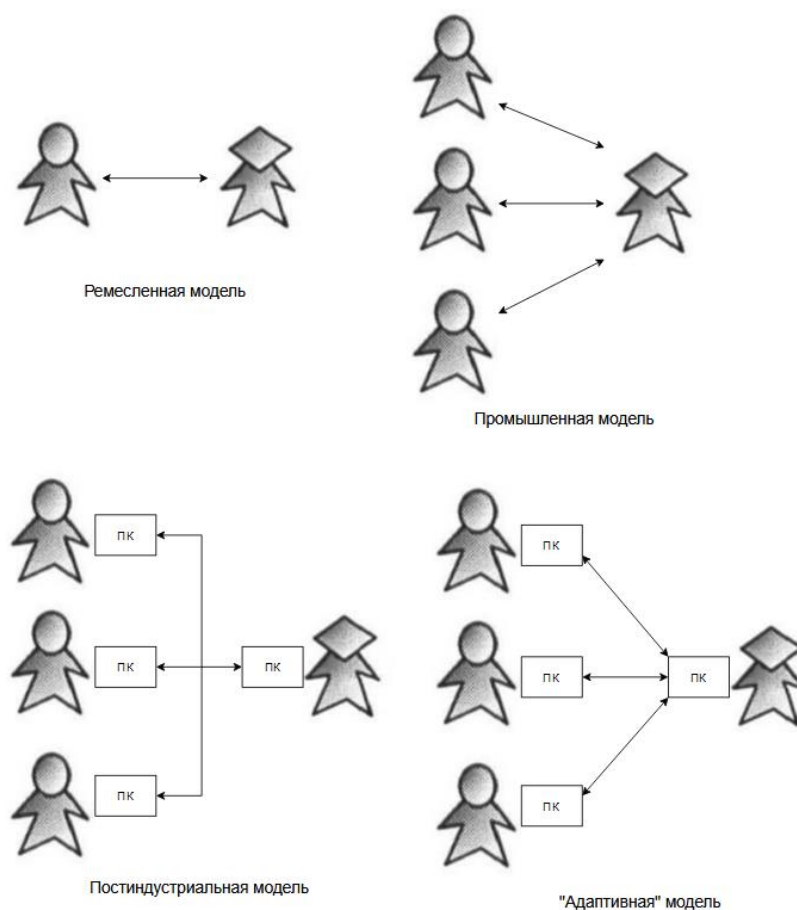 Ремесленная модель
Промышленная модель
пк
пк
пк
пк
Постиндустриальная модель
пк
пк
пк
пк
"Адаптивная" модель